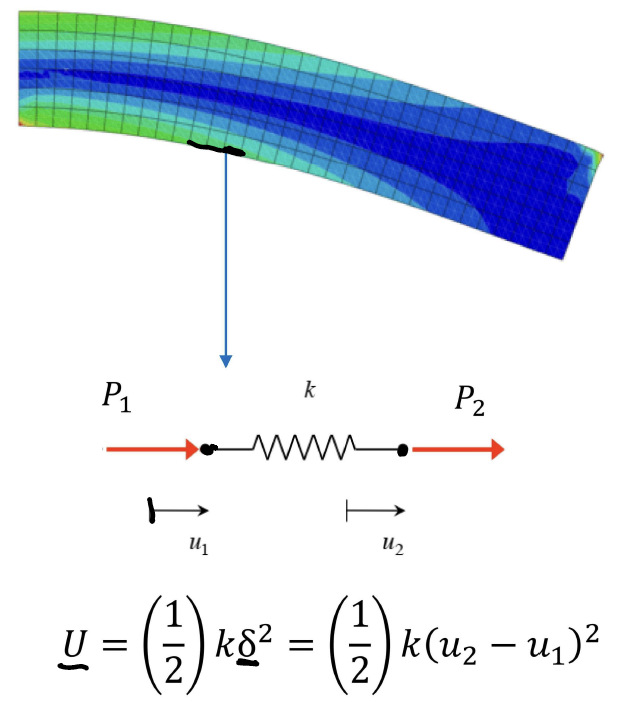 P₁ k P₂
u₁ u₂
U = (1/2) kδ² = (1/2) k(u₂ − u₁)²